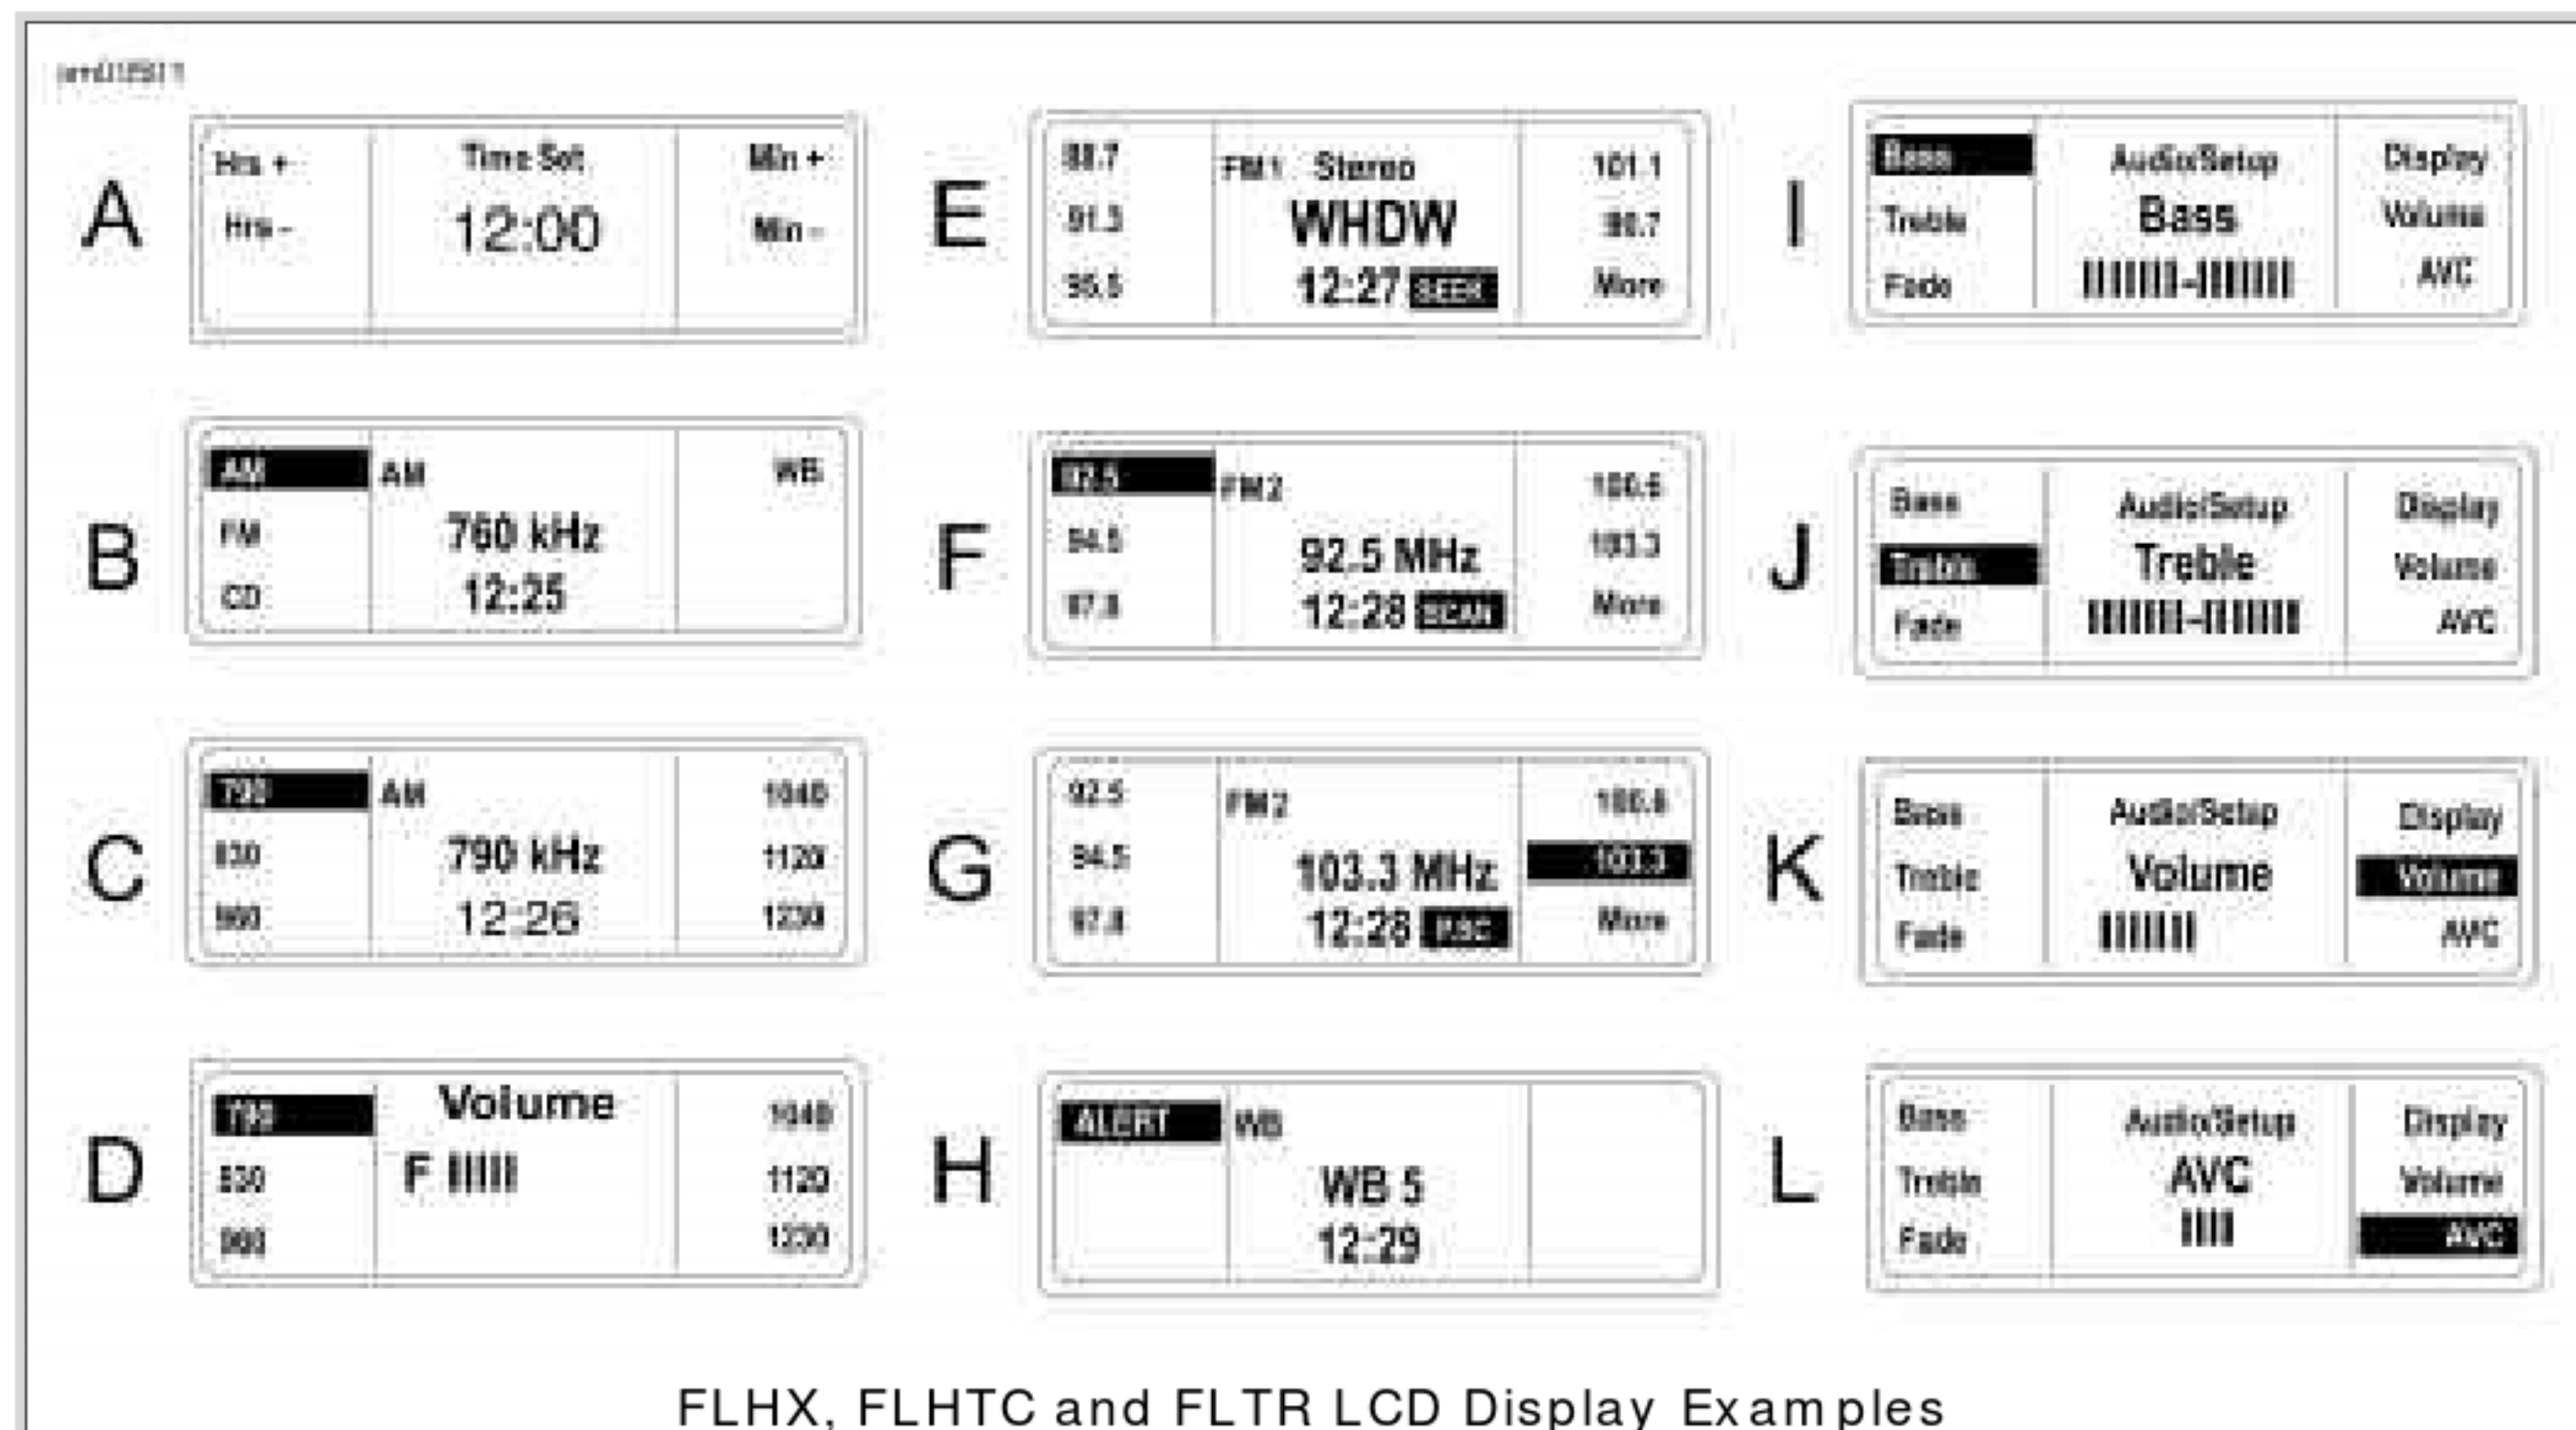 A
Hrs + Time Set Min +
Hrs - 12:00 Min -
B
AM AM WB
FM 760 kHz
CD 12:25
C
790 AM 1040
830 790 kHz 1120
960 12:26 1230
D
790 Volume 1040
830 F 1120
960 1230
E
88.7 FM1 Stereo 101.1
91.3 WHDW
95.5 12:27 SEEK More
F
92.5 FM2 100.6
94.5 92.5 MHz 103.3
97.8 12:28 SCAN More
G
92.5 FM2 100.6
94.5 103.3 MHz 103.3
97.8 12:28 P.SC More
H
ALERT WB
WB 5
12:29
I
Bass Audio/Setup Display
Treble Bass Volume
Fade AVC
J
Bass Audio/Setup Display
Treble Treble Volume
Fade AVC
K
Bass Audio/Setup Display
Treble Volume Volume
Fade AVC
L
Bass Audio/Setup Display
Treble AVC Volume
Fade AVC
FLHX, FLHTC and FLTR LCD Display Examples